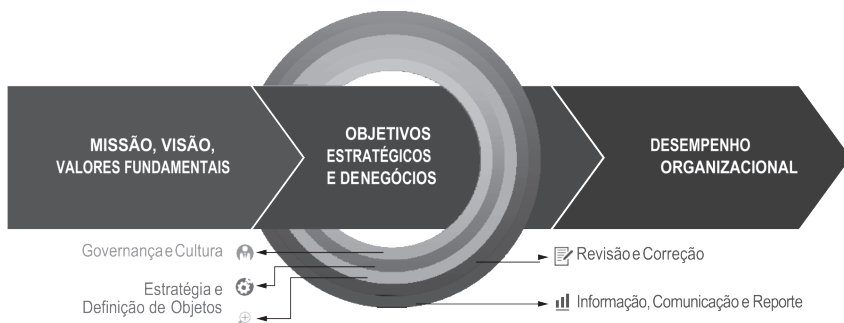 MISSÃO, VISÃO,
VALORES FUNDAMENTAIS
OBJETIVOS
ESTRATÉGICOS
E DENEGÓCIOS
DESEMPENHO
ORGANIZACIONAL
Governança e Cultura
Estratégia e
Definição de Objetos
Revisão e Correção
Informação, Comunicação e Reporte